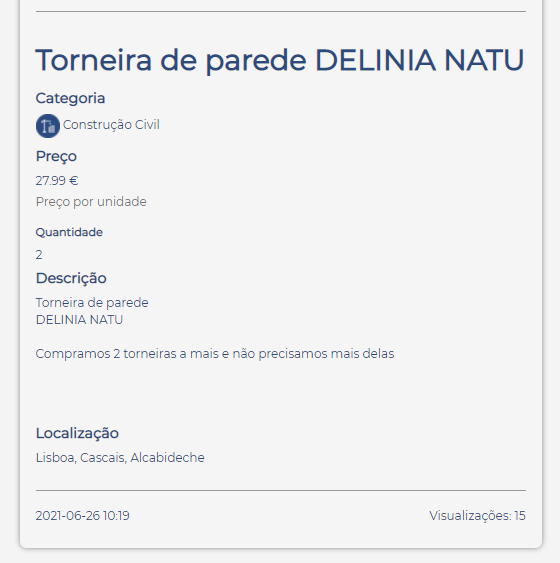 Torneira de parede DELINIA NATU
Categoria
Construção Civil
Preço
27.99 €
Preço por unidade
Quantidade
2
Descrição
Torneira de parede
DELINIA NATU
Compramos 2 torneiras a mais e não precisamos mais delas
Localização
Lisboa, Cascais, Alcabideche
2021-06-26 10:19 Visualizações: 15